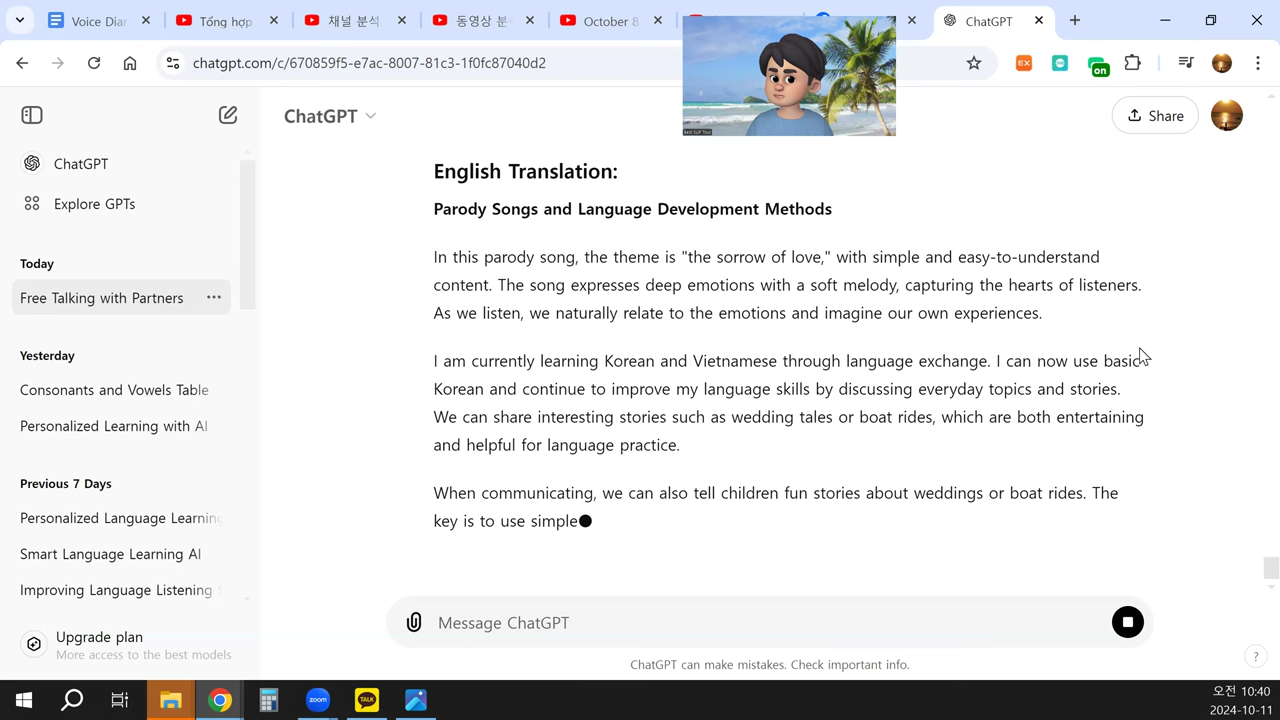 Voice Diar
Tổng hợp
채널 분석
동영상 분
October 8
ChatGPT
chatgpt.com/c/670859f5-e7ac-8007-81c3-1f0fc87040d2
EX
on
ChatGPT
Share
ChatGPT
Explore GPTs
Today
Free Talking with Partners
Yesterday
Consonants and Vowels Table
Personalized Learning with AI
Previous 7 Days
Personalized Language Learning
Smart Language Learning AI
Improving Language Listening
Upgrade plan
More access to the best models
English Translation:
Parody Songs and Language Development Methods
In this parody song, the theme is "the sorrow of love," with simple and easy-to-understand
content. The song expresses deep emotions with a soft melody, capturing the hearts of listeners.
As we listen, we naturally relate to the emotions and imagine our own experiences.
I am currently learning Korean and Vietnamese through language exchange. I can now use basic
Korean and continue to improve my language skills by discussing everyday topics and stories.
We can share interesting stories such as wedding tales or boat rides, which are both entertaining
and helpful for language practice.
When communicating, we can also tell children fun stories about weddings or boat rides. The
key is to use simple
Message ChatGPT
ChatGPT can make mistakes. Check important info.
?
zoom
TALK
오전 10:40
2024-10-11